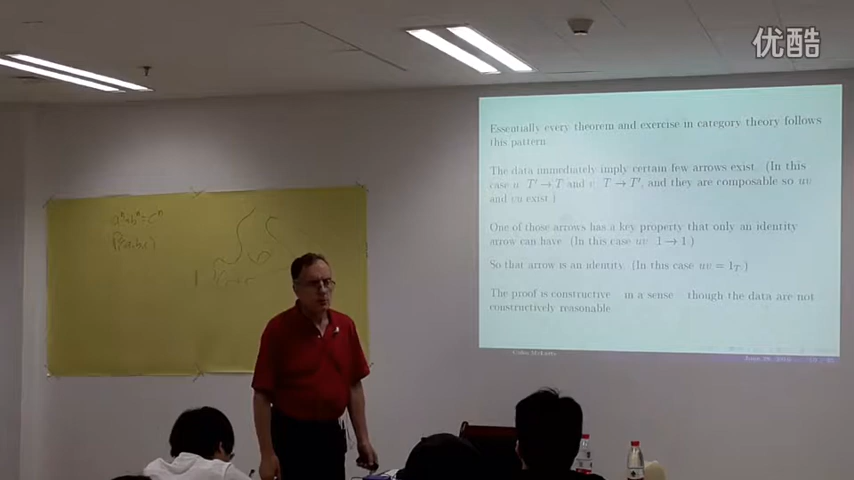 优酷
Essentially every theorem and exercise in category theory follows
this pattern.
The data immediately imply certain few arrows exist. (In this
case u T'→T and v T→T', and they are composable so uv
and vu exist.)
One of those arrows has a key property that only an identity
arrow can have. (In this case uv 1→1.)
So that arrow is an identity. (In this case uv = 1_T.)
The proof is constructive in a sense though the data are not
constructively reasonable.
aⁿ+bⁿ=cⁿ